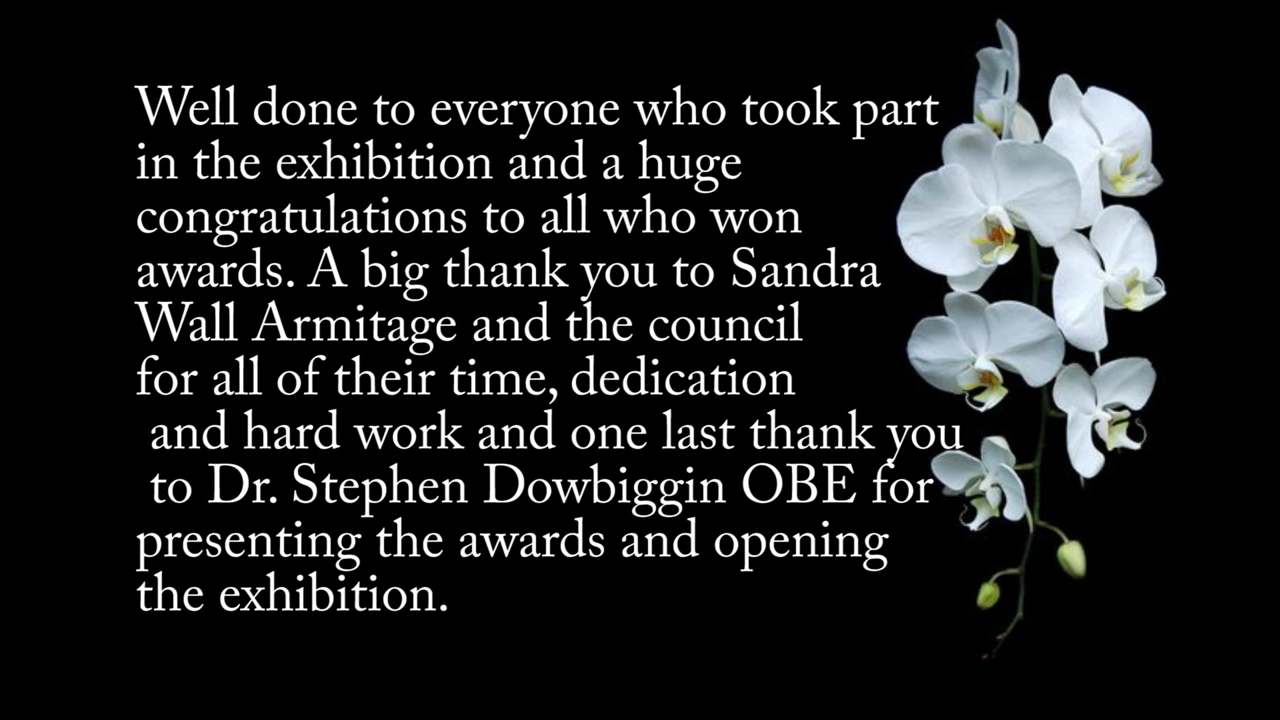 Well done to everyone who took part
in the exhibition and a huge
congratulations to all who won
awards. A big thank you to Sandra
Wall Armitage and the council
for all of their time, dedication
and hard work and one last thank you
to Dr. Stephen Dowbiggin OBE for
presenting the awards and opening
the exhibition.